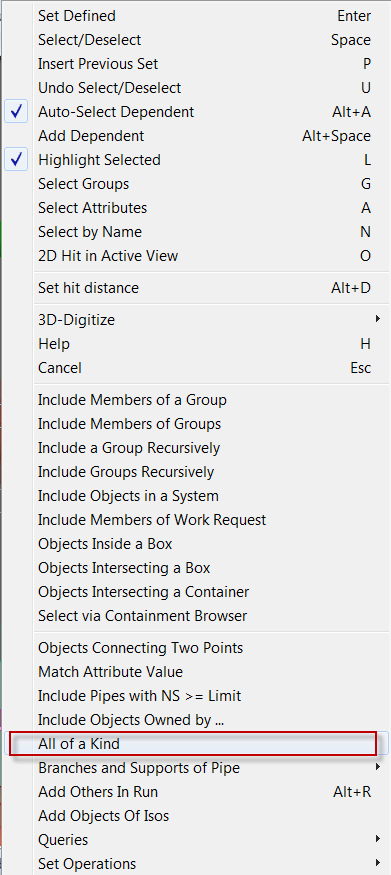 Set Defined Enter
Select/Deselect Space
Insert Previous Set P
Undo Select/Deselect U
Auto-Select Dependent Alt+A
Add Dependent Alt+Space
Highlight Selected L
Select Groups G
Select Attributes A
Select by Name N
2D Hit in Active View O
Set hit distance Alt+D
3D-Digitize
Help H
Cancel Esc
Include Members of a Group
Include Members of Groups
Include a Group Recursively
Include Groups Recursively
Include Objects in a System
Include Members of Work Request
Objects Inside a Box
Objects Intersecting a Box
Objects Intersecting a Container
Select via Containment Browser
Objects Connecting Two Points
Match Attribute Value
Include Pipes with NS >= Limit
Include Objects Owned by ...
All of a Kind
Branches and Supports of Pipe
Add Others In Run Alt+R
Add Objects Of Isos
Queries
Set Operations